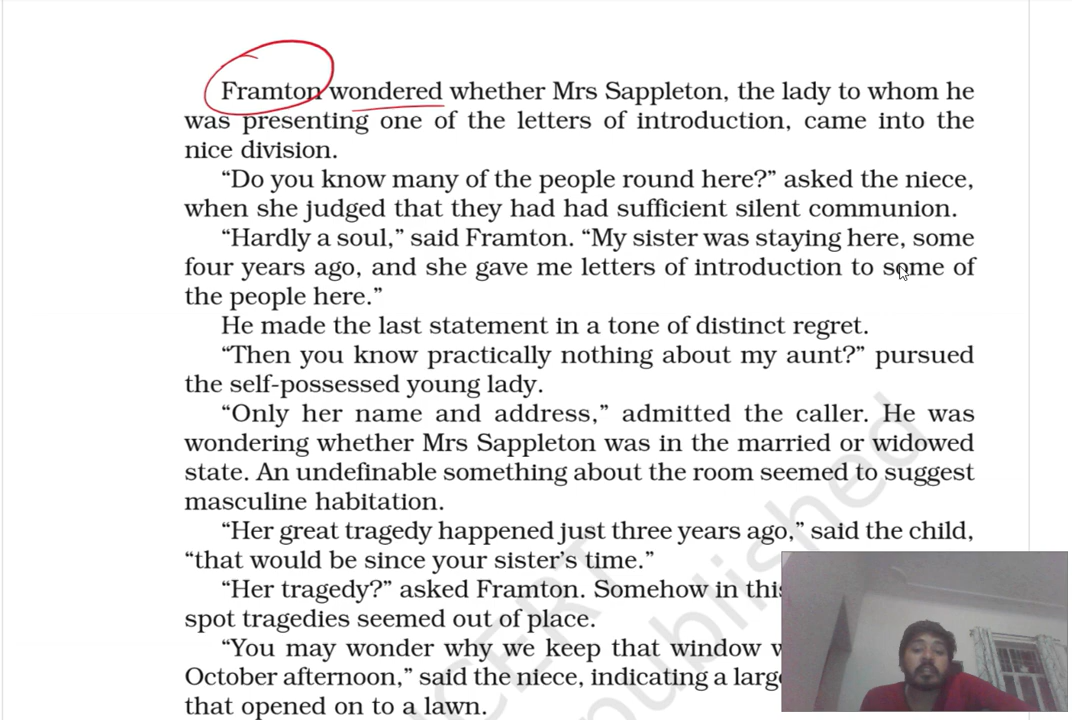 Framton wondered whether Mrs Sappleton, the lady to whom he
was presenting one of the letters of introduction, came into the
nice division.
“Do you know many of the people round here?” asked the niece,
when she judged that they had had sufficient silent communion.
“Hardly a soul,” said Framton. “My sister was staying here, some
four years ago, and she gave me letters of introduction to some of
the people here.”
He made the last statement in a tone of distinct regret.
“Then you know practically nothing about my aunt?” pursued
the self-possessed young lady.
“Only her name and address,” admitted the caller. He was
wondering whether Mrs Sappleton was in the married or widowed
state. An undefinable something about the room seemed to suggest
masculine habitation.
“Her great tragedy happened just three years ago,” said the child,
“that would be since your sister’s time.”
“Her tragedy?” asked Framton. Somehow in this
spot tragedies seemed out of place.
“You may wonder why we keep that window
October afternoon,” said the niece, indicating a large
that opened on to a lawn.
published